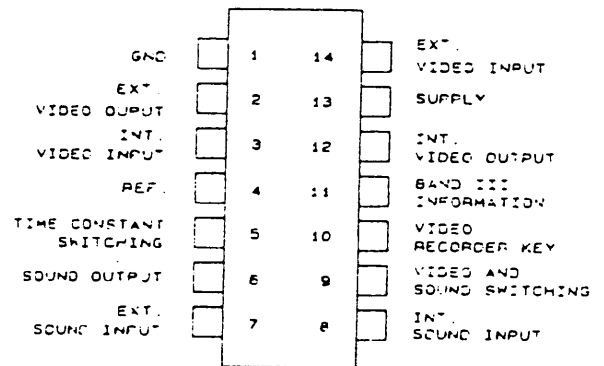 GND 1 14 EXT.
VIDEO INPUT
EXT.
VIDEO OUPUT 2 13 SUPPLY
INT.
VIDEO INPUT 3 12 INT.
VIDEO OUTPUT
REF. 4 11 BAND III
INFORMATION
TIME CONSTANT
SWITCHING 5 10 VIDEO
RECORDER KEY
SOUND OUTPUT 6 9 VIDEO AND
SOUND SWITCHING
EXT.
SOUND INPUT 7 8 INT.
SOUND INPUT